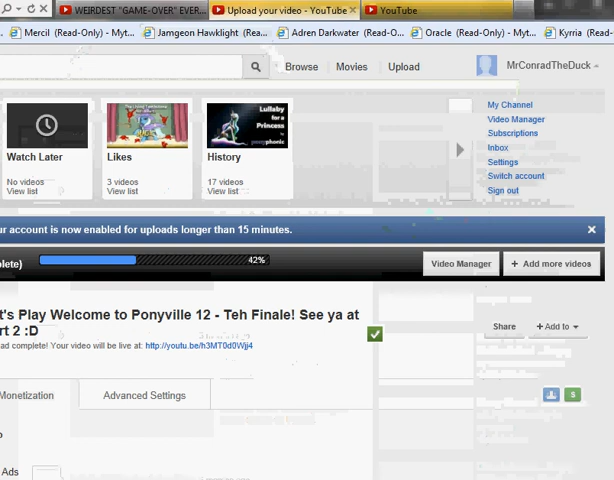 WEIRDEST "GAME-OVER" EVER...
Upload your video - YouTube
YouTube
Mercil (Read-Only) - Myt...
Jamgeon Hawklight (Rea...
Adren Darkwater (Read-O...
Oracle (Read-Only) - Myt...
Kyrria (Read-
Browse
Movies
Upload
MrConradTheDuck
My Channel
Video Manager
Subscriptions
Inbox
Settings
Switch account
Sign out
Lullaby
for a
Princess
by ponyphonic
Watch Later
Likes
History
No videos
3 videos
17 videos
View list
View list
View list
ur account is now enabled for uploads longer than 15 minutes.
plete)
42%
Video Manager
+ Add more videos
t's Play Welcome to Ponyville 12 - Teh Finale! See ya at
rt 2 :D
ad complete! Your video will be live at: http://youtu.be/h3MT0d0Wjj4
Share
+ Add to
Monetization
Advanced Settings
$
o
Ads